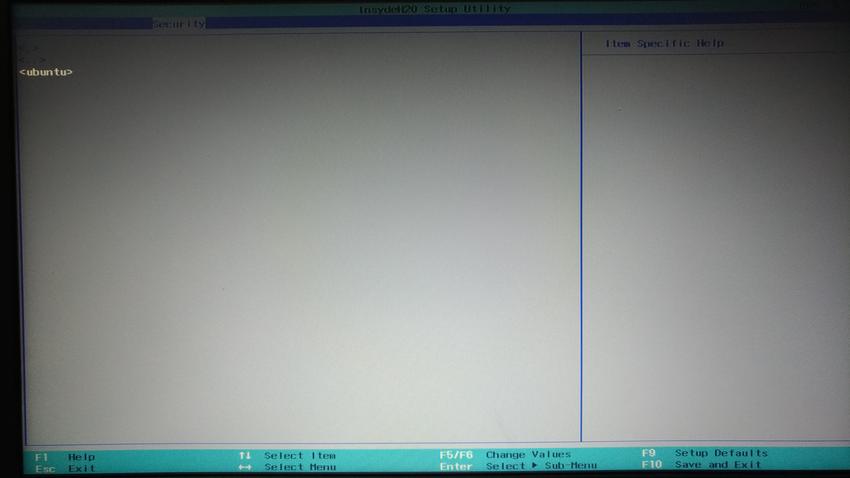 InsydeH20 Setup Utility
Security
<.>
<..>
<ubuntu>
Item Specific Help
F1 Help
↑↓ Select Item
F5/F6 Change Values
F9 Setup Defaults
Esc Exit
↔ Select Menu
Enter Select ▶ Sub-Menu
F10 Save and Exit